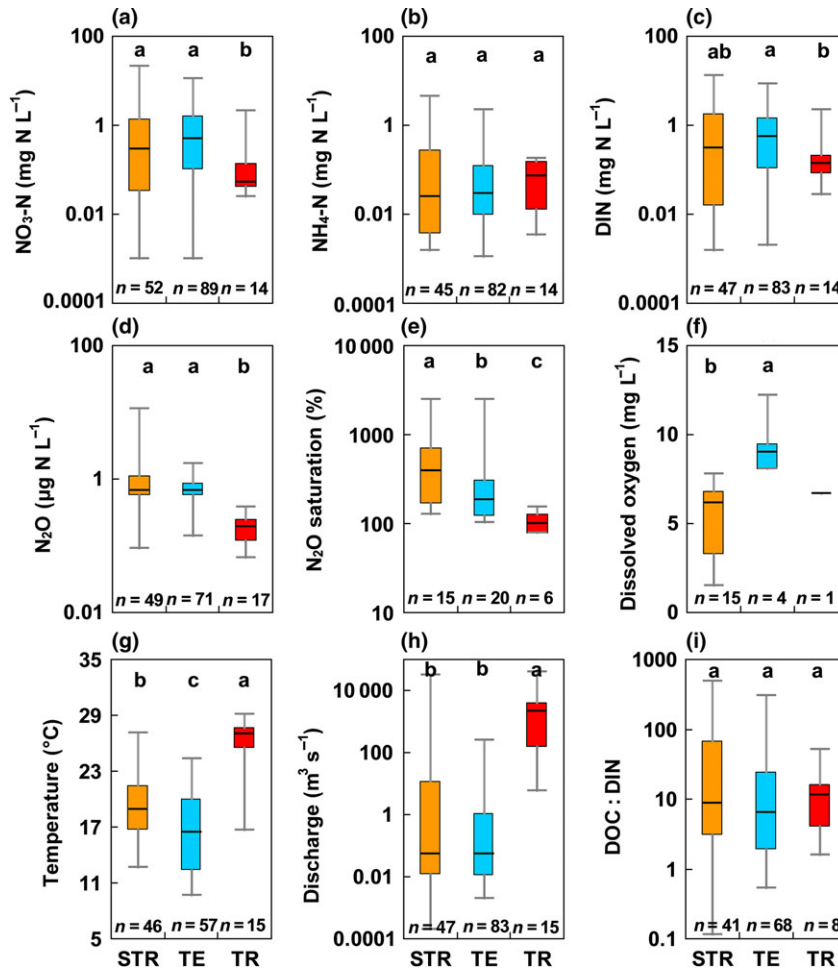 (a) (b) (c)
100 a a b
1
0.01
0.0001
n = 52 n = 89 n = 14
NO₃-N (mg N L⁻¹)
100 a a a
1
0.01
0.0001
n = 45 n = 82 n = 14
NH₄-N (mg N L⁻¹)
100 ab a b
1
0.01
0.0001
n = 47 n = 83 n = 14
DIN (mg N L⁻¹)
(d) (e) (f)
100 a a b
1
0.01
n = 49 n = 71 n = 17
N₂O (µg N L⁻¹)
10 000 a b c
1000
100
10
n = 15 n = 20 n = 6
N₂O saturation (%)
15 b a
10
5
0
n = 15 n = 4 n = 1
Dissolved oxygen (mg L⁻¹)
(g) (h) (i)
35 b c a
29
23
17
11
5
n = 46 n = 57 n = 15
Temperature (°C)
STR TE TR
b b a
10 000
100
1
0.01
0.0001
n = 47 n = 83 n = 15
Discharge (m³ s⁻¹)
STR TE TR
1000 a a a
100
10
1
0.1
n = 41 n = 68 n = 8
DOC : DIN
STR TE TR